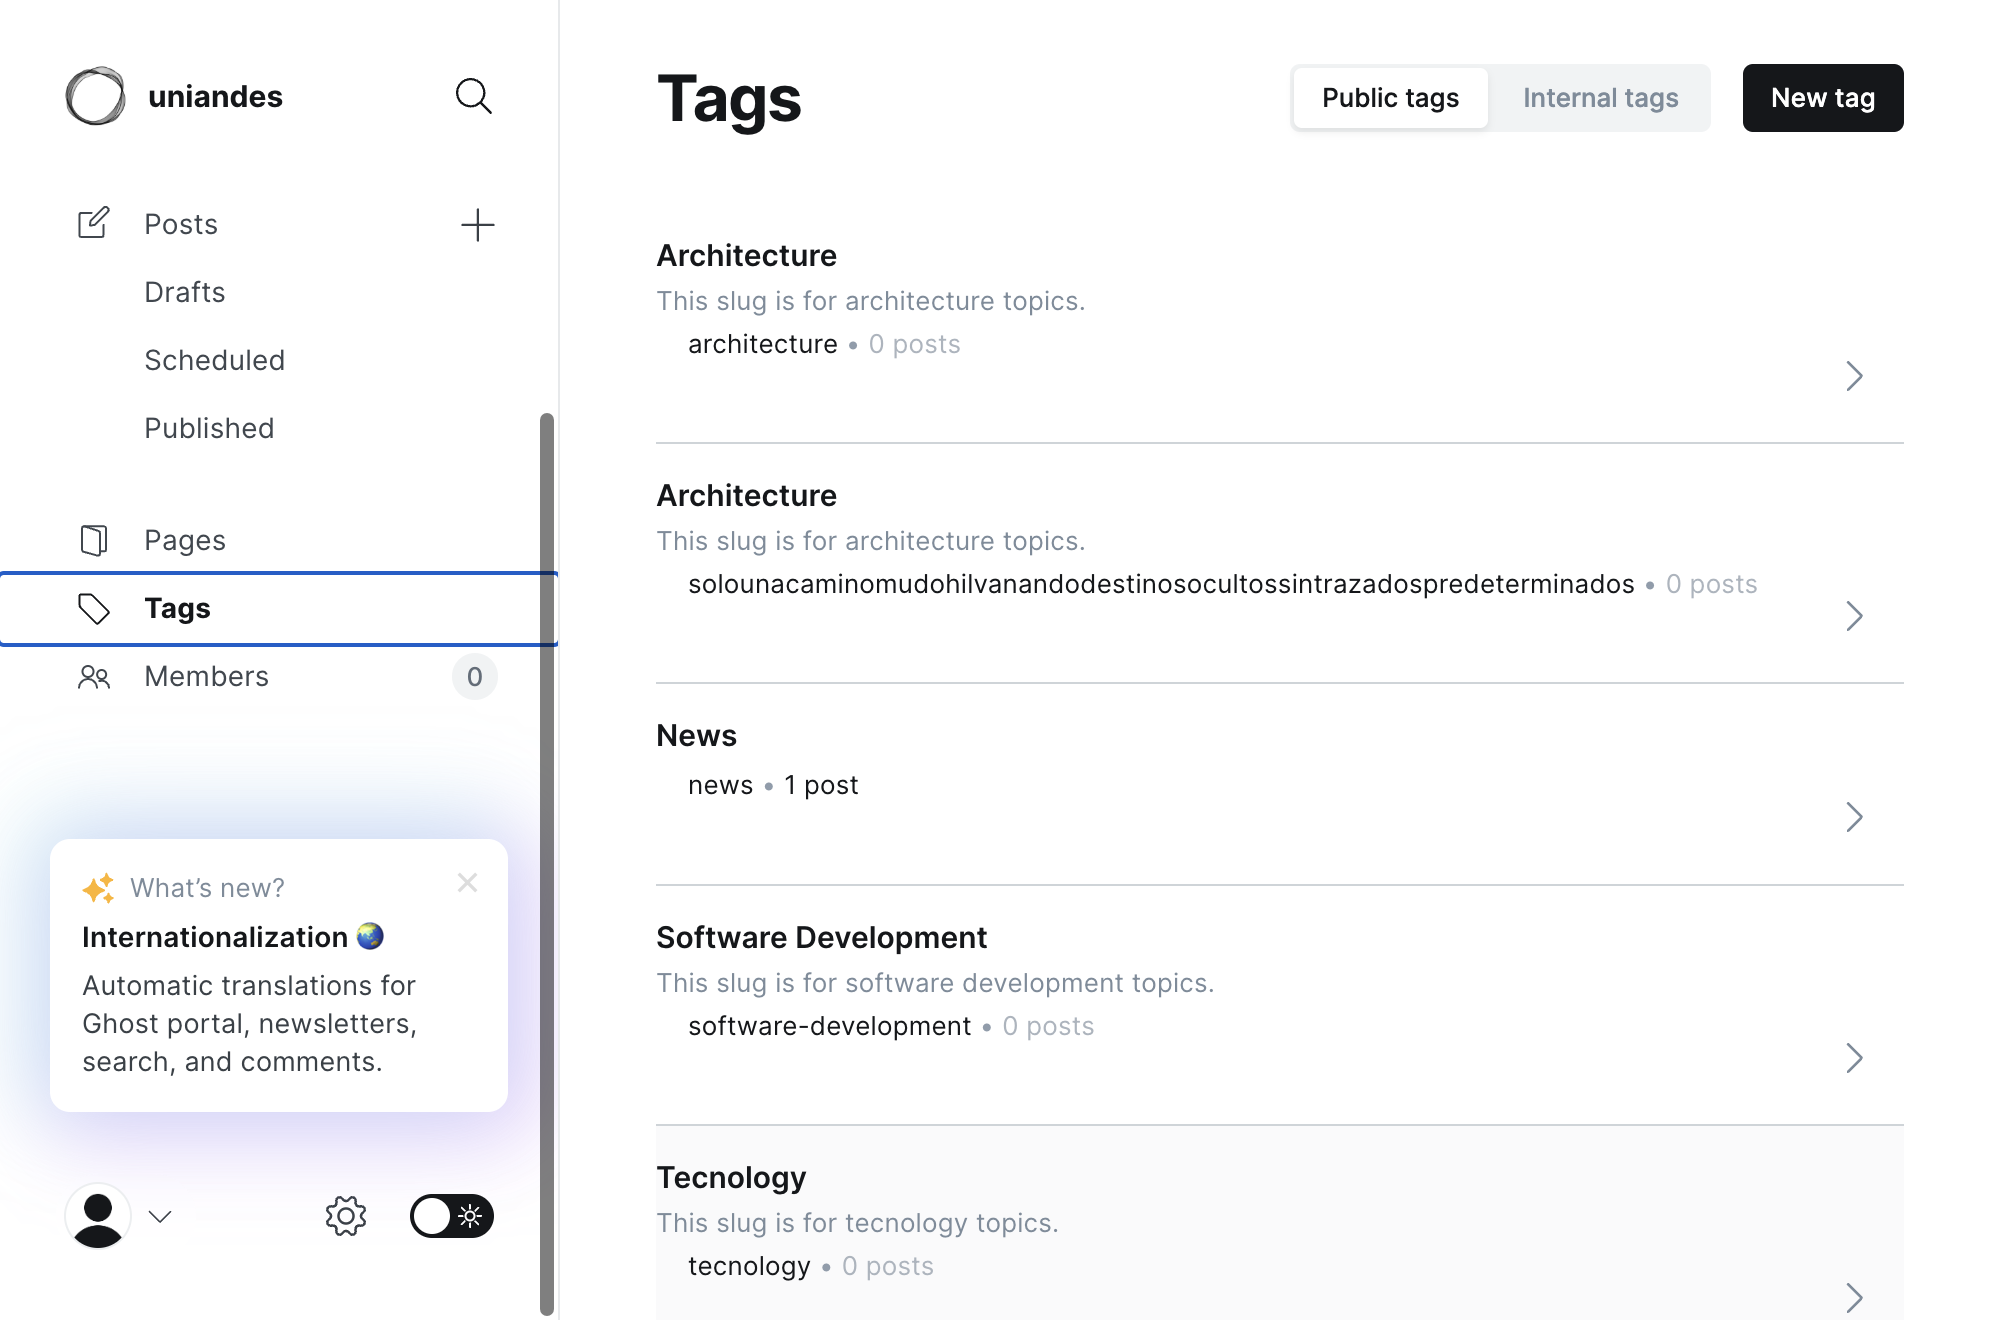 uniandes
Posts
Drafts
Scheduled
Published
Pages
Tags
Members 0
What’s new?
Internationalization
Automatic translations for
Ghost portal, newsletters,
search, and comments.
Tags
Public tags Internal tags New tag
Architecture
This slug is for architecture topics.
architecture • 0 posts
Architecture
This slug is for architecture topics.
solounacaminomudohilvanandodestinosocultossintrazadospredeterminados • 0 posts
News
news • 1 post
Software Development
This slug is for software development topics.
software-development • 0 posts
Tecnology
This slug is for tecnology topics.
tecnology • 0 posts